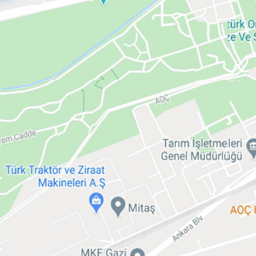 türk O
ze Ve S
AOÇ
em Cadde
Tarım İşletmeleri
Genel Müdürlüğü
Türk Traktör ve Ziraat
Makineleri A.Ş
Mitaş
AOÇ
Ankara Blv
MKE Gazi